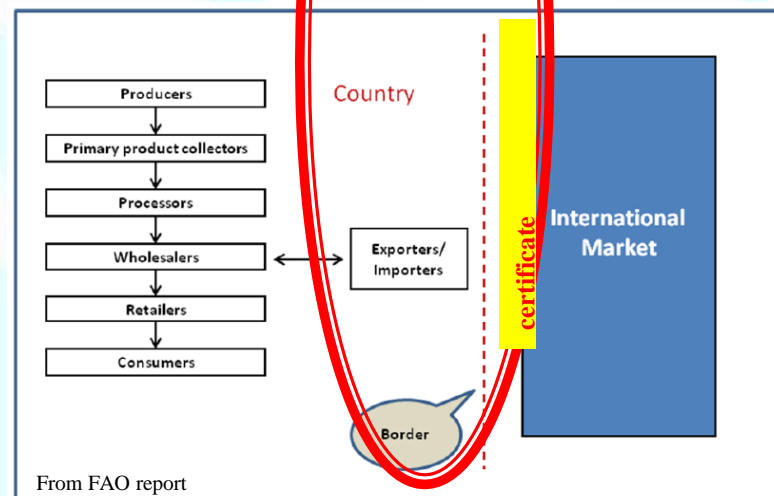 Producers
Primary product collectors
Processors
Wholesalers
Retailers
Consumers
Country
Exporters/
Importers
Border
certificate
International
Market
From FAO report